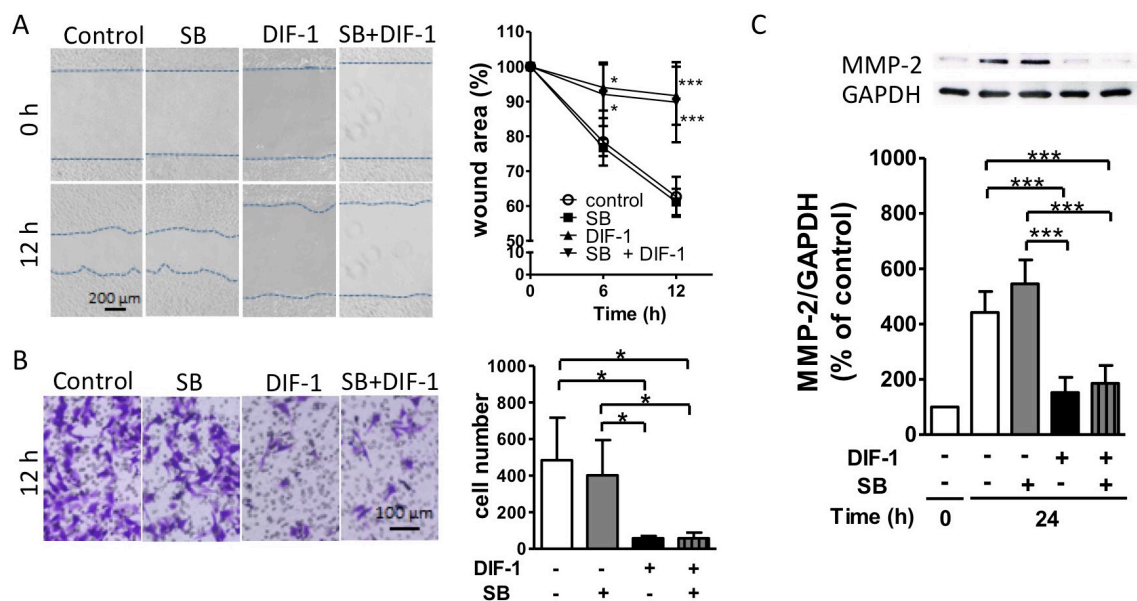 A
Control SB DIF-1 SB+DIF-1
0 h
12 h
200 μm
wound area (%)
100
90
80
70
60
50
10
0
0 6 12
Time (h)
*
*
***
***
control
SB
DIF-1
SB + DIF-1
B
Control SB DIF-1 SB+DIF-1
12 h
100 μm
cell number
1000
800
600
400
200
0
*
*
*
*
DIF-1 - - + +
SB - + - +
C
MMP-2
GAPDH
MMP-2/GAPDH
(% of control)
1000
800
600
400
200
0
***
***
***
***
DIF-1 - - - + +
SB - - + - +
Time (h) 0 24